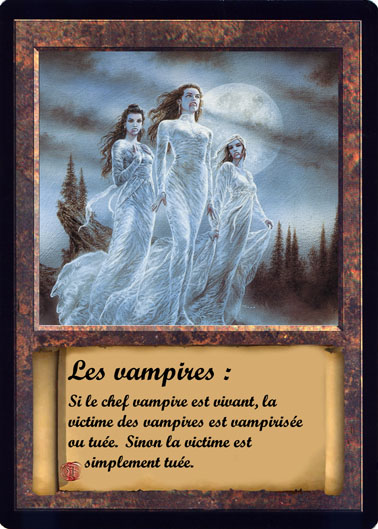 Les vampires :
Si le chef vampire est vivant, la
victime des vampires est vampirisée
ou tuée. Sinon la victime est
simplement tuée.